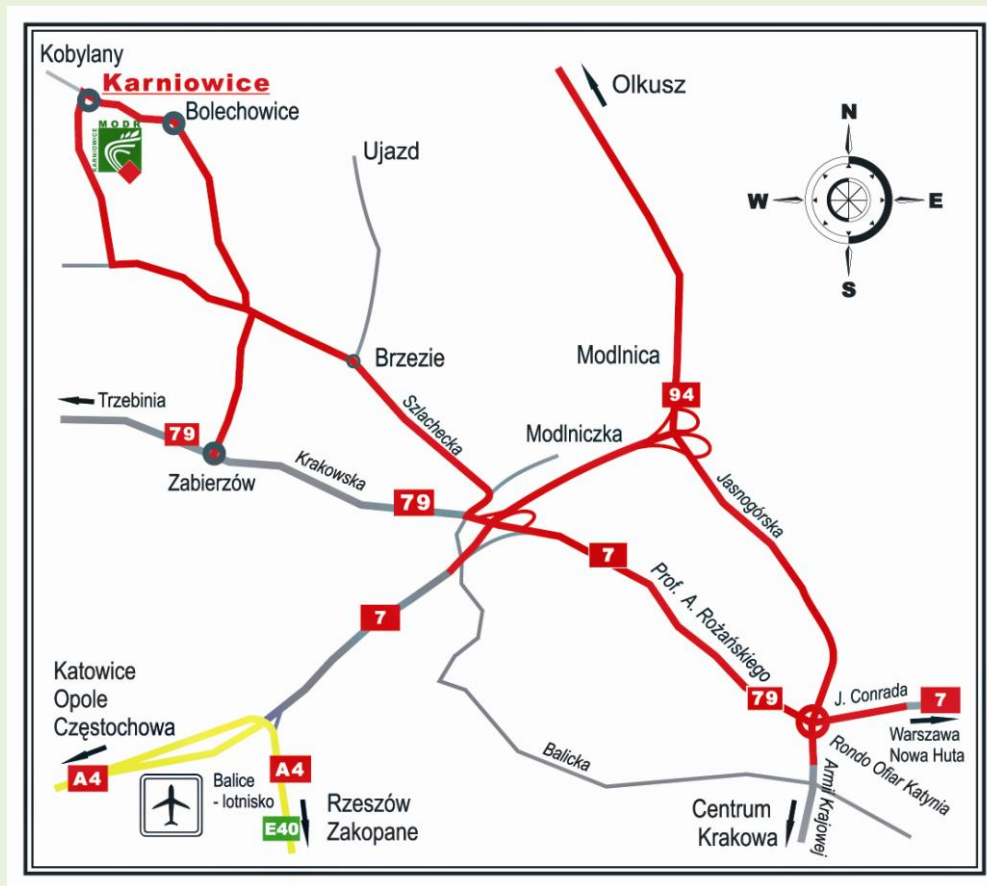 Kobylany
Karniowice
Bolechowice
MODR
KARNIOWICE
Olkusz
Ujazd
N
W
E
S
Brzezie
Modlnica
94
Trzebinia
79
Szlachecka
Modlniczka
Zabierzów
Krakowska
79
Jasnogórska
7
Prof. A. Rożańskiego
7
Katowice
Opole
Częstochowa
A4
79
J. Conrada
7
Warszawa
Nowa Huta
Rondo Ofiar Katynia
Balice
- lotnisko
A4
E40
Rzeszów
Zakopane
Balicka
Centrum
Krakowa
Armii Krajowej